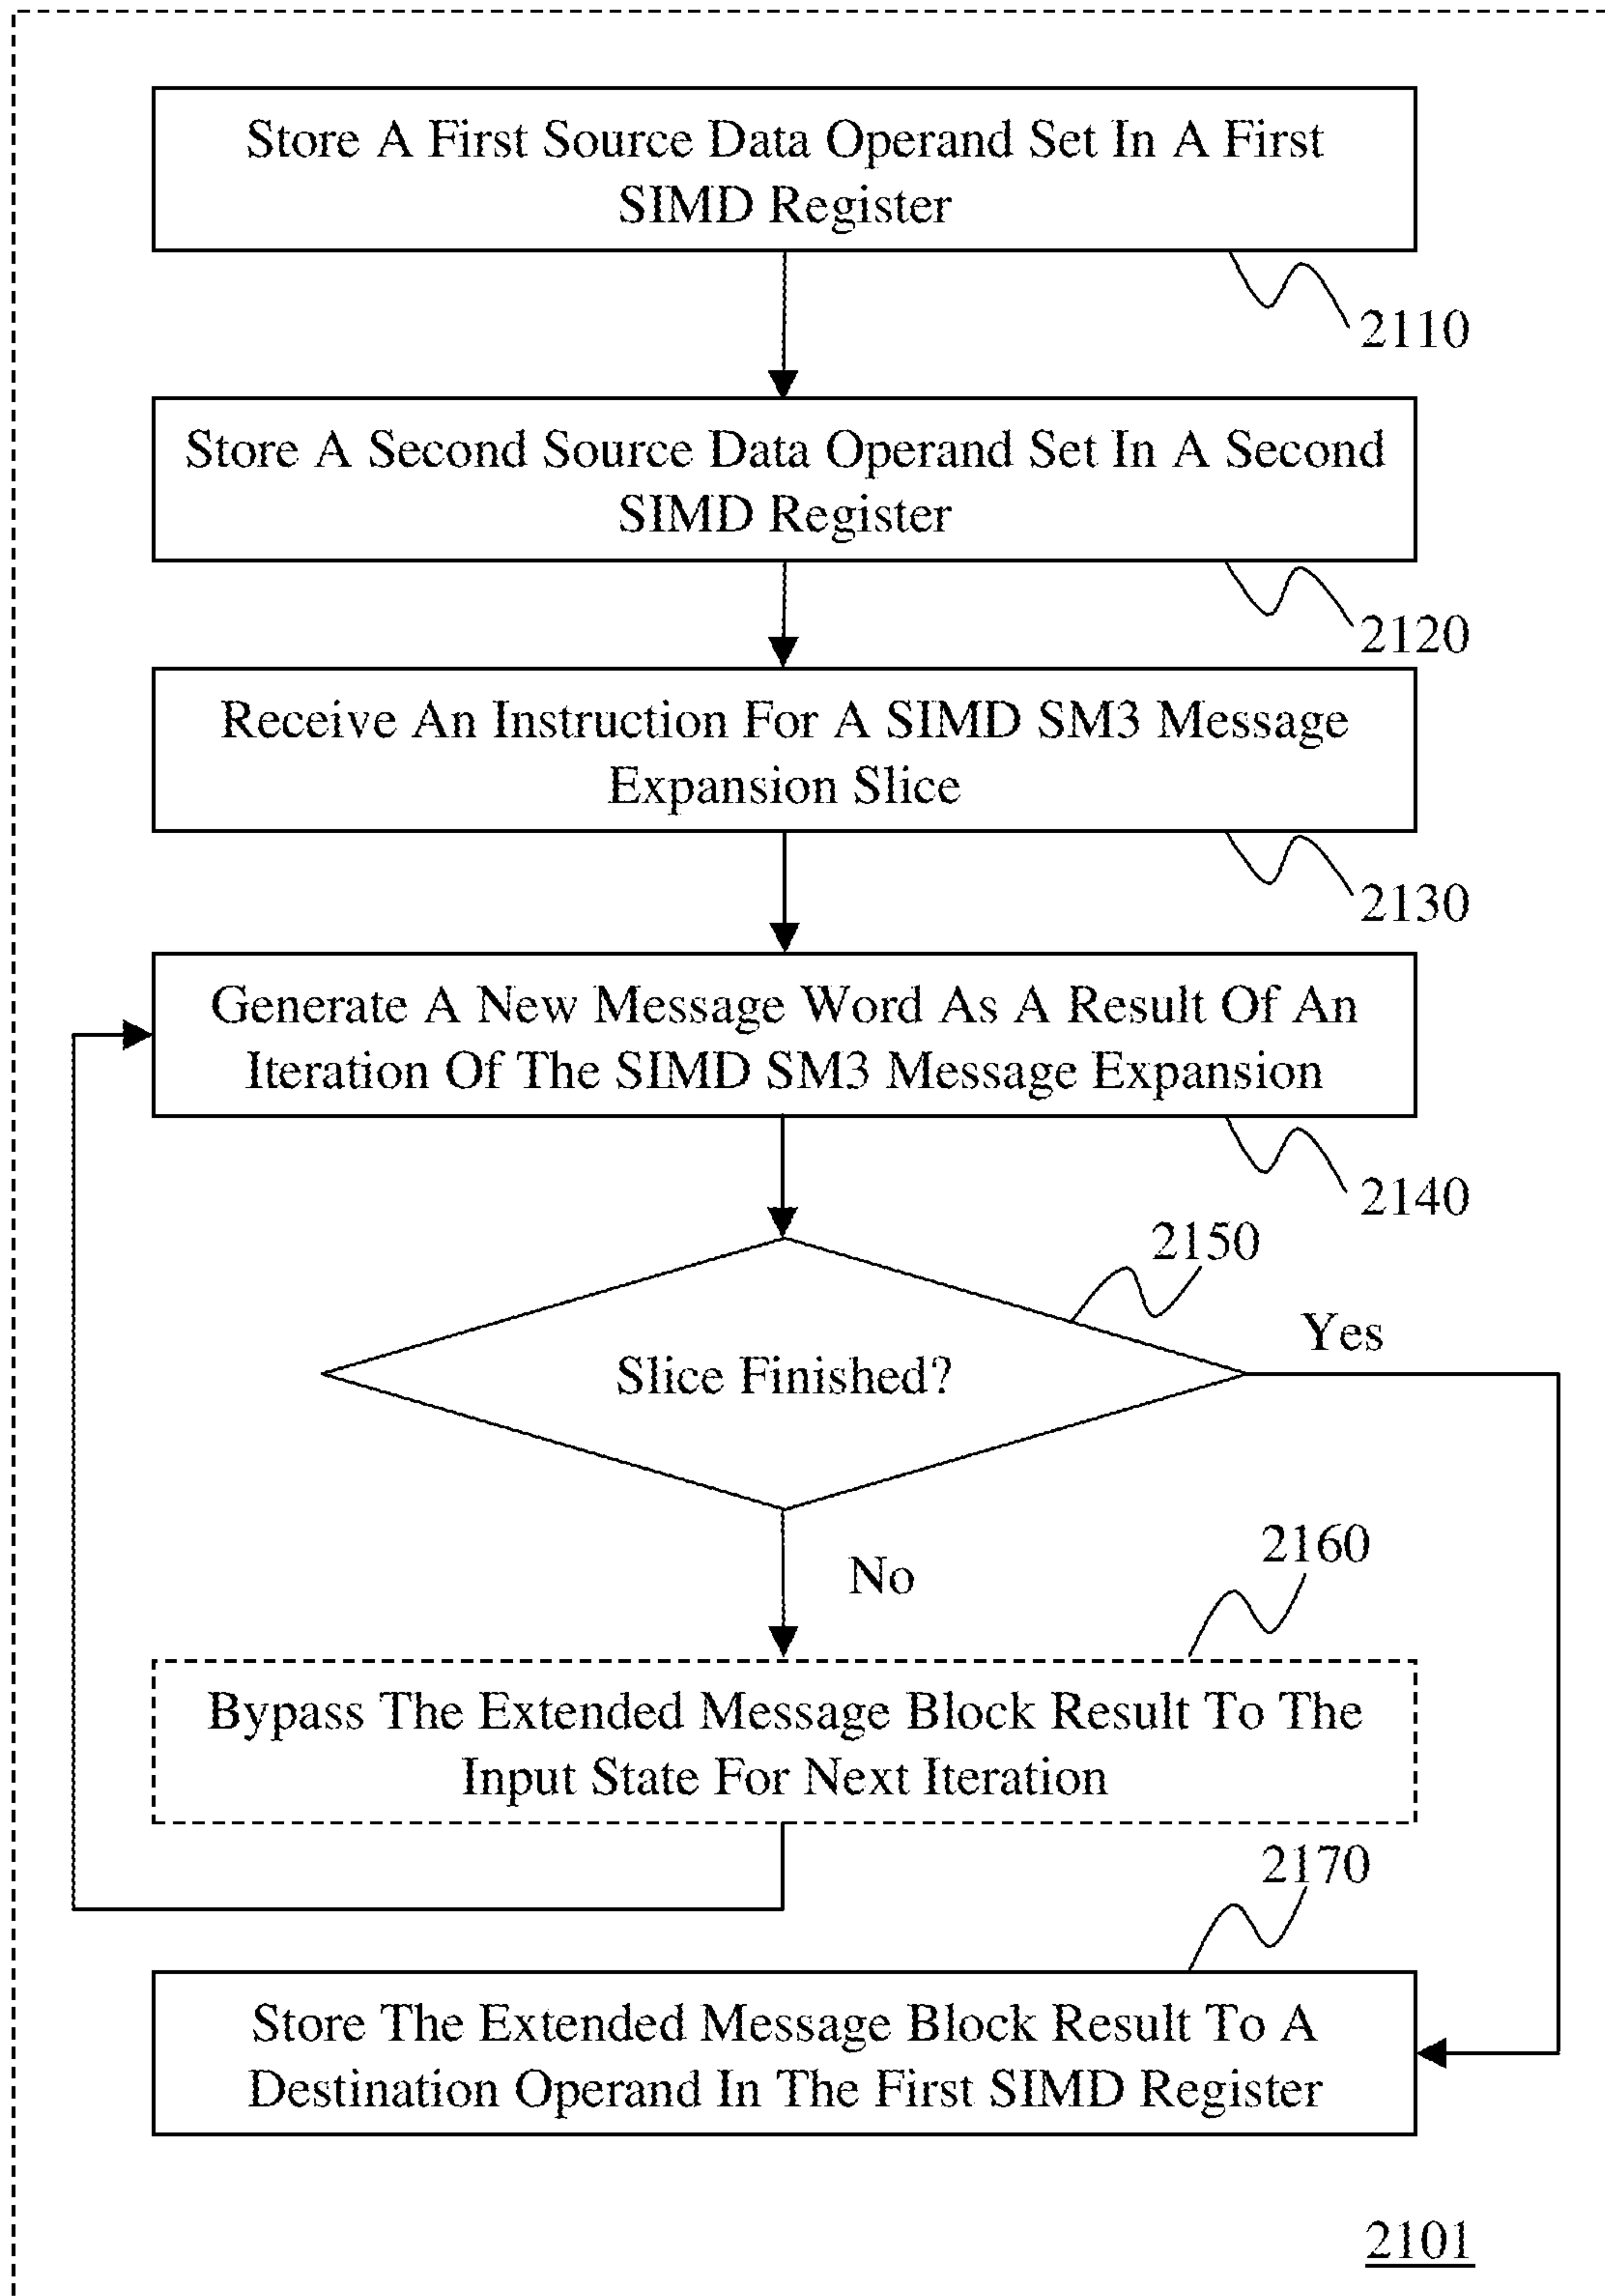 Store A First Source Data Operand Set In A First
SIMD Register
2110
Store A Second Source Data Operand Set In A Second
SIMD Register
2120
Receive An Instruction For A SIMD SM3 Message
Expansion Slice
2130
Generate A New Message Word As A Result Of An
Iteration Of The SIMD SM3 Message Expansion
2140
2150
Yes
Slice Finished?
2160
No
Bypass The Extended Message Block Result To The
Input State For Next Iteration
2170
Store The Extended Message Block Result To A
Destination Operand In The First SIMD Register
2101